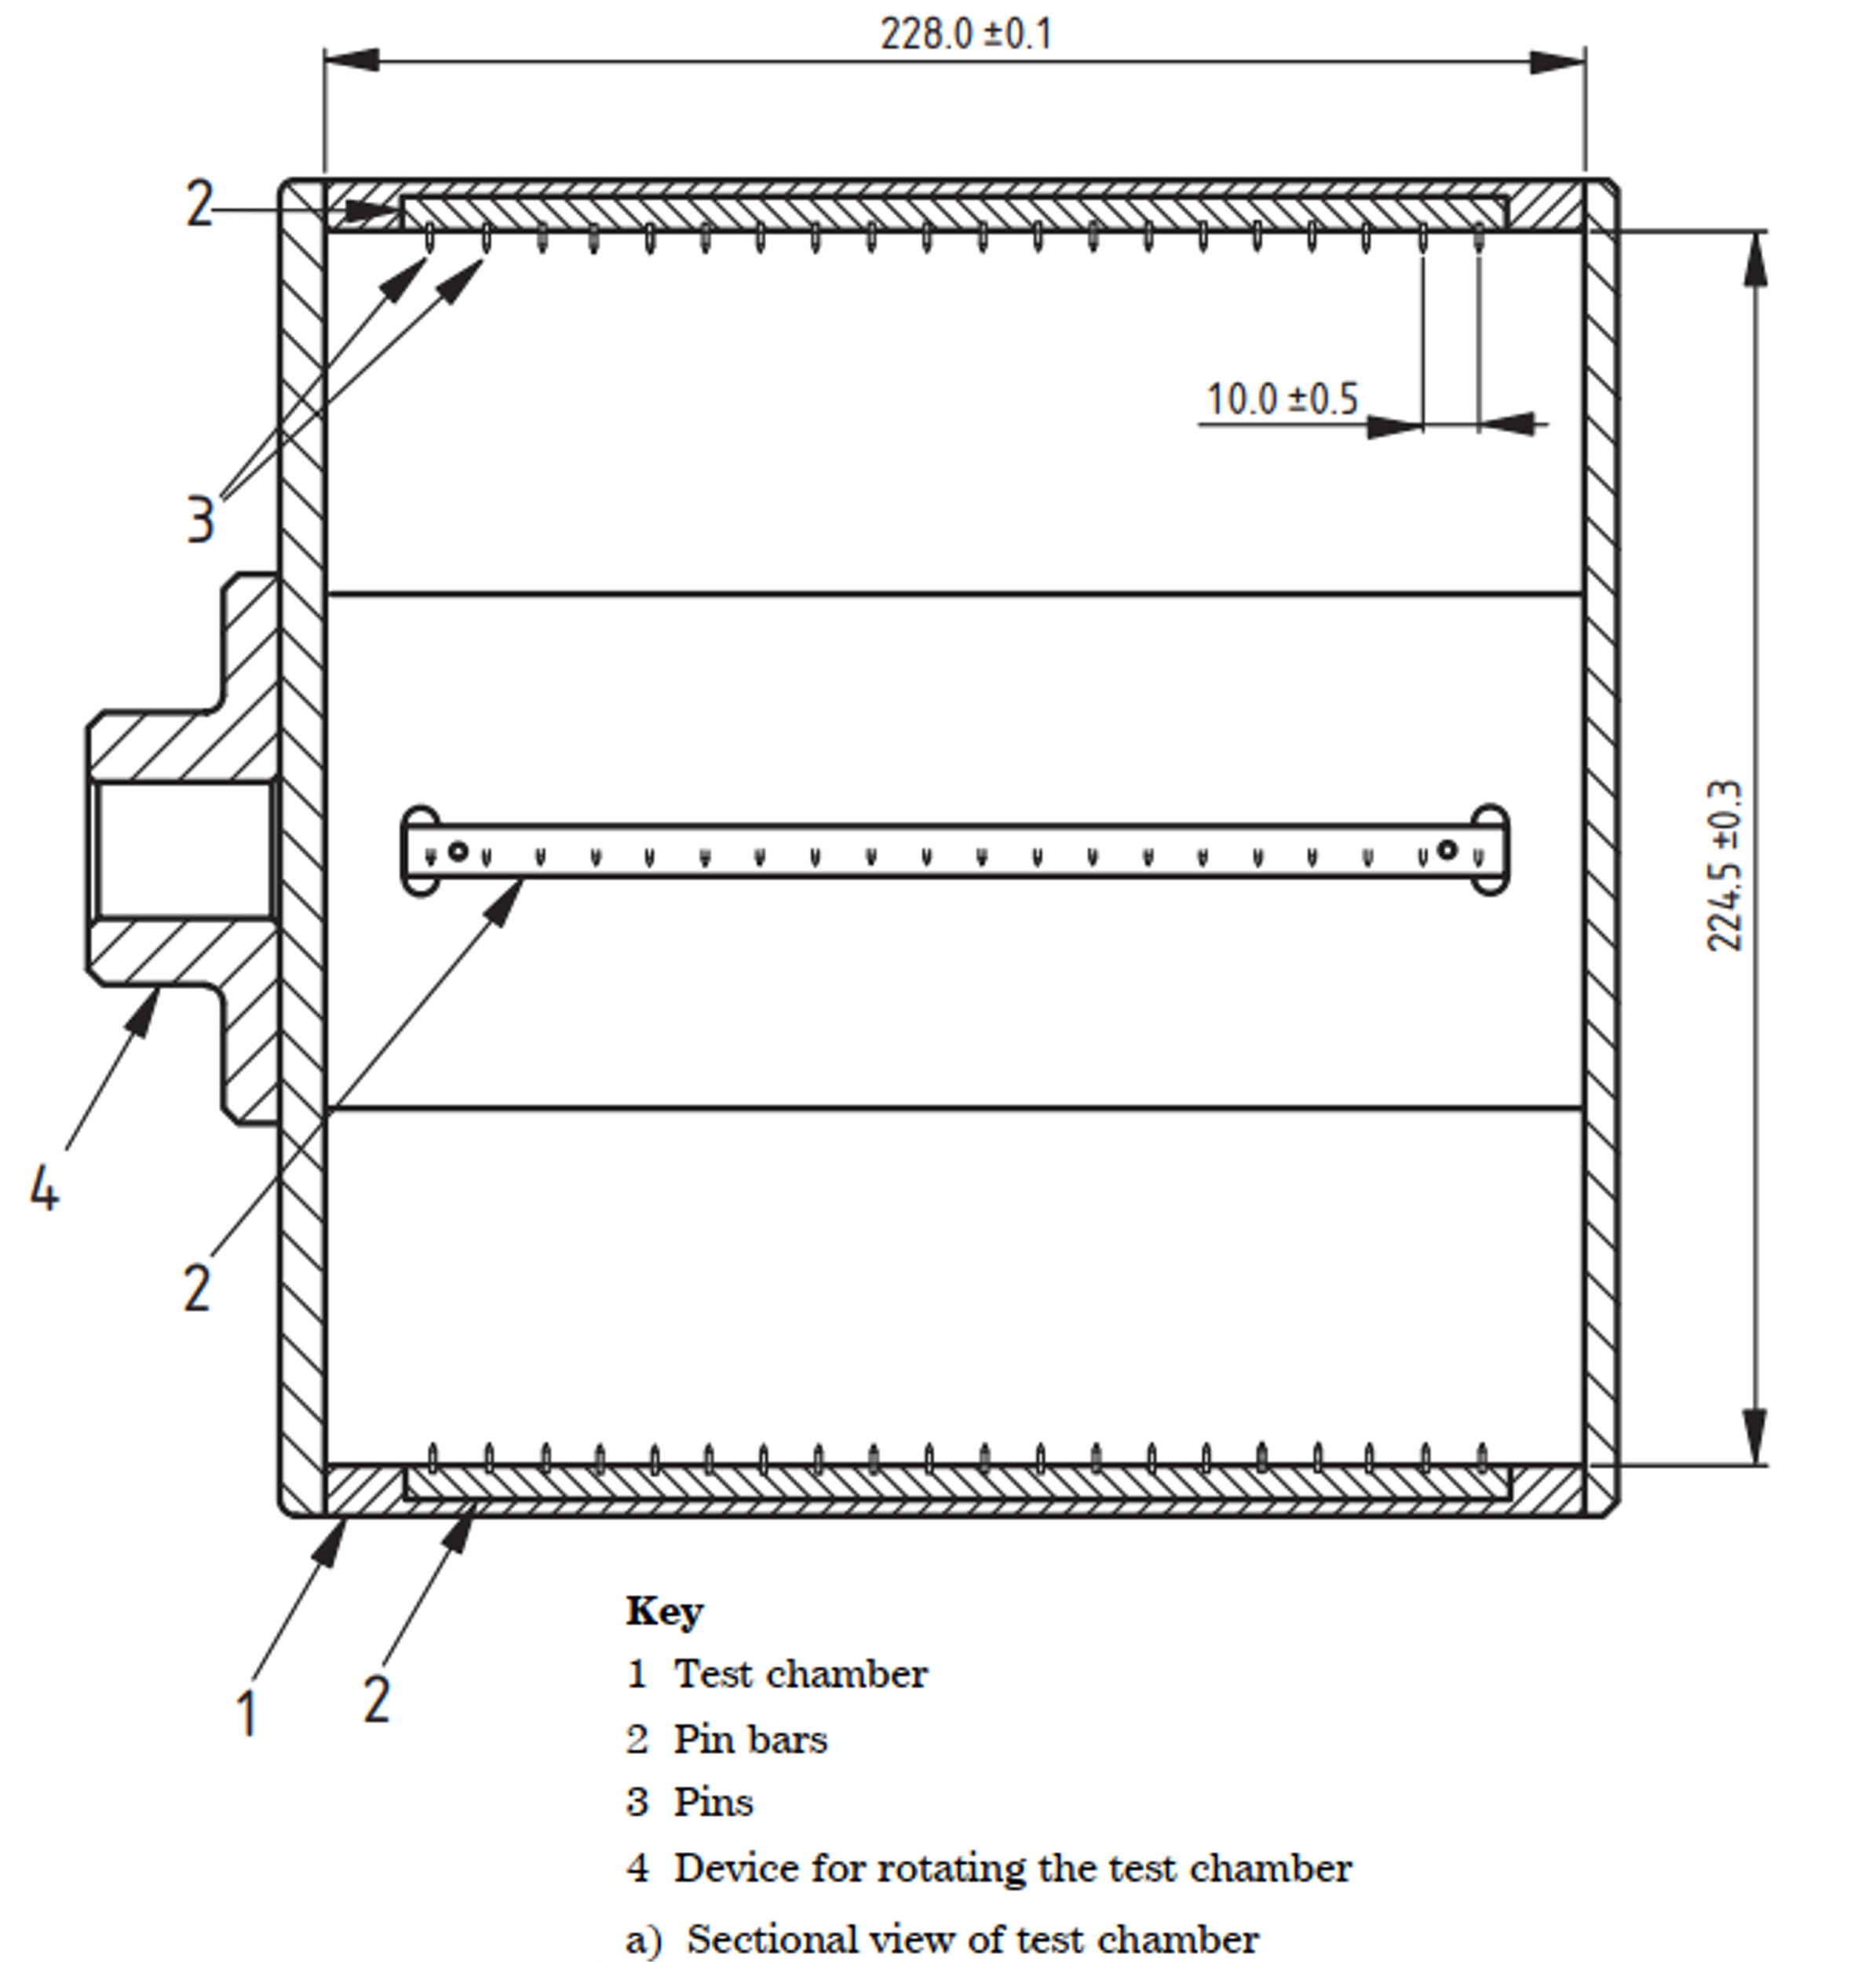 228.0 ±0.1
2
10.0 ±0.5
3
224.5 ±0.3
4
2
1
2
Key
1 Test chamber
2 Pin bars
3 Pins
4 Device for rotating the test chamber
a) Sectional view of test chamber